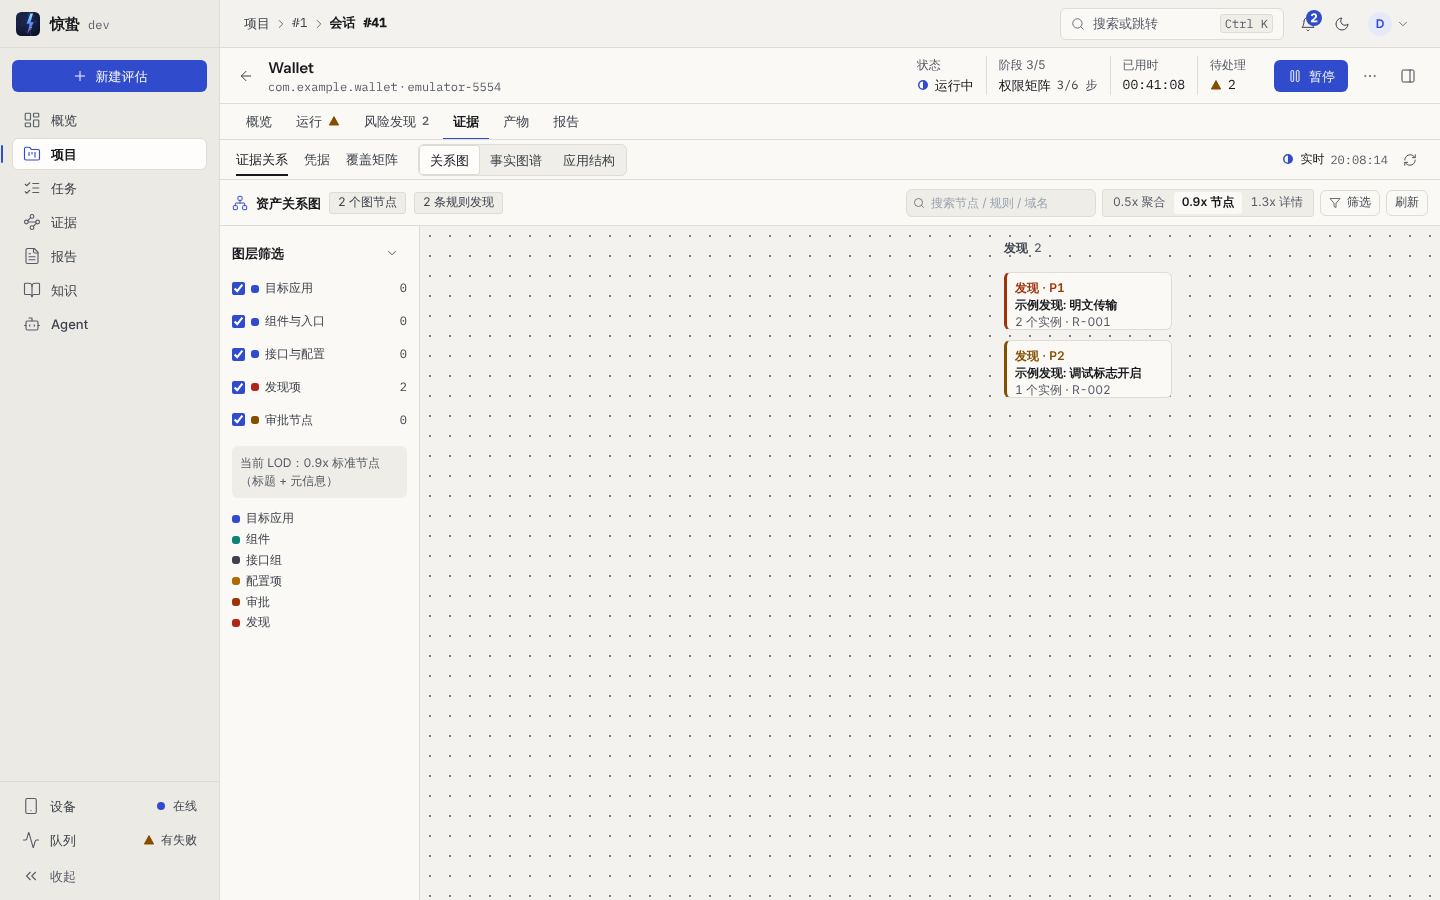 惊蛰 dev
项目 #1 会话 #41
搜索或跳转 Ctrl K
2
D
新建评估
概览
项目
任务
证据
报告
知识
Agent
设备 在线
队列 有失败
收起
Wallet
com.example.wallet · emulator-5554
状态
运行中
阶段 3/5
权限矩阵 3/6 步
已用时
00:41:08
待处理
2
暂停
概览 运行 风险发现 2 证据 产物 报告
证据关系 凭据 覆盖矩阵 关系图 事实图谱 应用结构
实时 20:08:14
资产关系图 2 个图节点 2 条规则发现
搜索节点 / 规则 / 域名
0.5x 聚合 0.9x 节点 1.3x 详情 筛选 刷新
图层筛选
目标应用 0
组件与入口 0
接口与配置 0
发现项 2
审批节点 0
当前 LOD：0.9x 标准节点
（标题 + 元信息）
目标应用
组件
接口组
配置项
审批
发现
发现 2
发现 · P1
示例发现: 明文传输
2 个实例 · R-001
发现 · P2
示例发现: 调试标志开启
1 个实例 · R-002